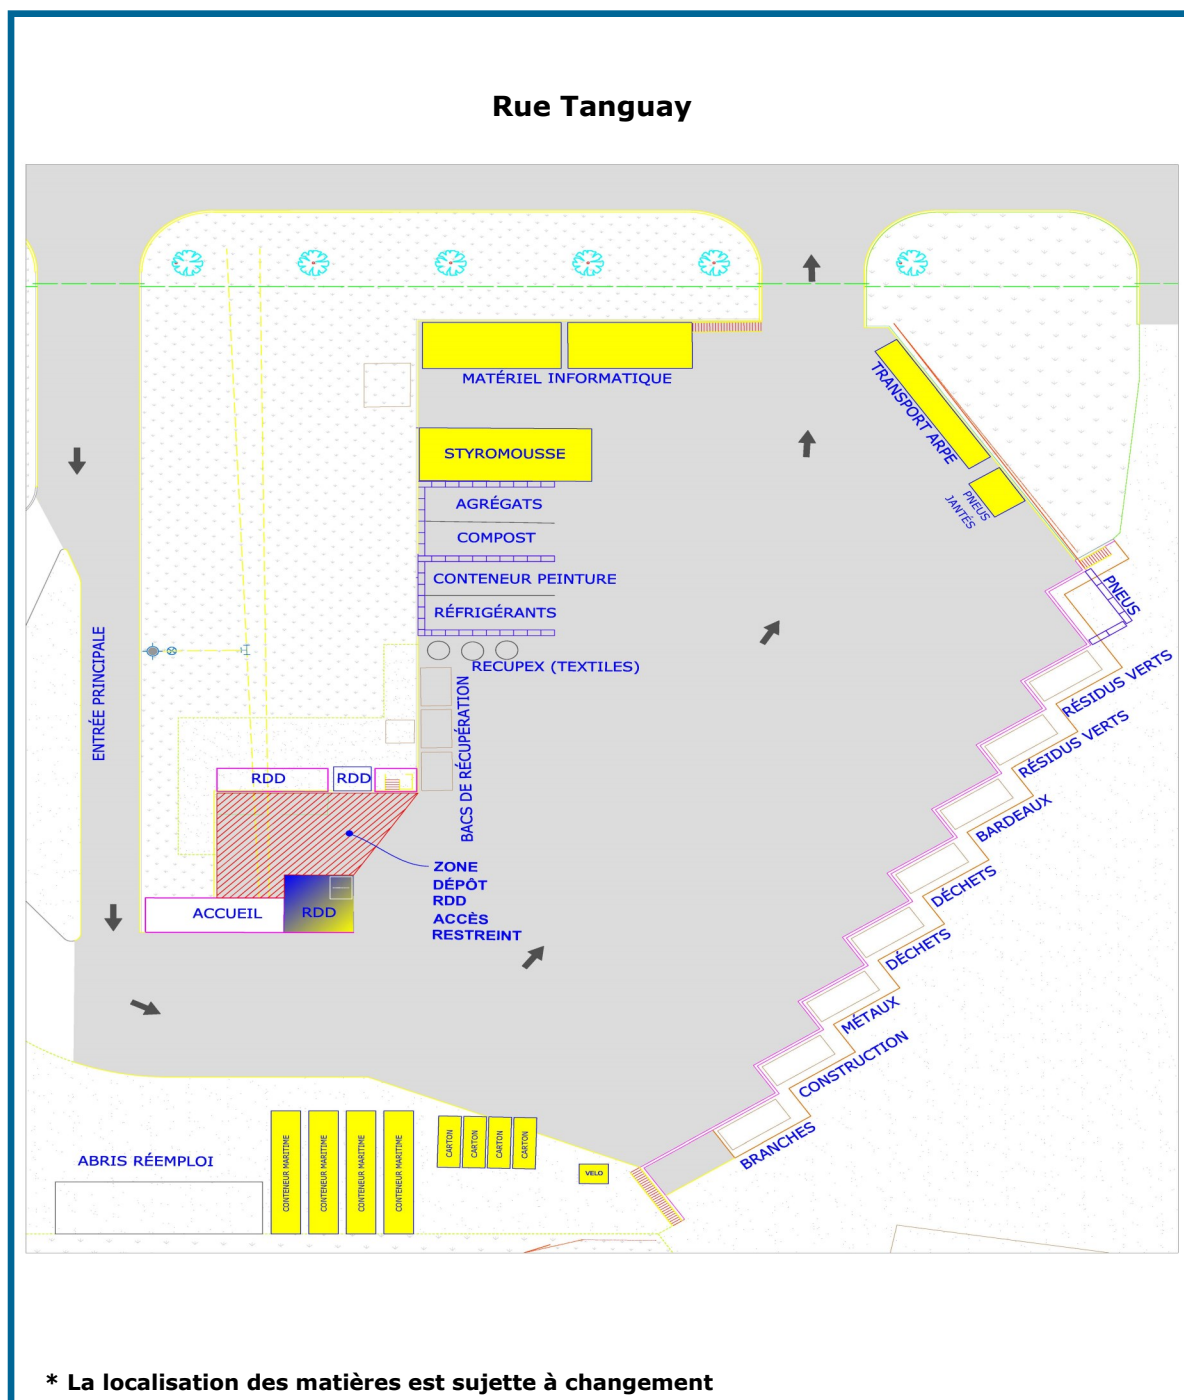 Rue Tanguay
MATÉRIEL INFORMATIQUE
TRANSPORT ARPE
STYROMOUSSE
PNEUS
JANTÉS
AGRÉGATS
COMPOST
CONTENEUR PEINTURE
PNEUS
RÉFRIGÉRANTS
RECUPEX (TEXTILES)
ENTRÉE PRINCIPALE
BACS DE RÉCUPÉRATION
RÉSIDUS VERTS
RÉSIDUS VERTS
RDD
RDD
BARDEAUX
ZONE
DÉPÔT
RDD
ACCÈS
RESTREINT
DÉCHETS
ACCUEIL
RDD
DÉCHETS
MÉTAUX
CONSTRUCTION
BRANCHES
ABRIS RÉEMPLOI
CONTENEUR MARITIME
CONTENEUR MARITIME
CONTENEUR MARITIME
CONTENEUR MARITIME
CARTON
CARTON
CARTON
CARTON
VELO
* La localisation des matières est sujette à changement